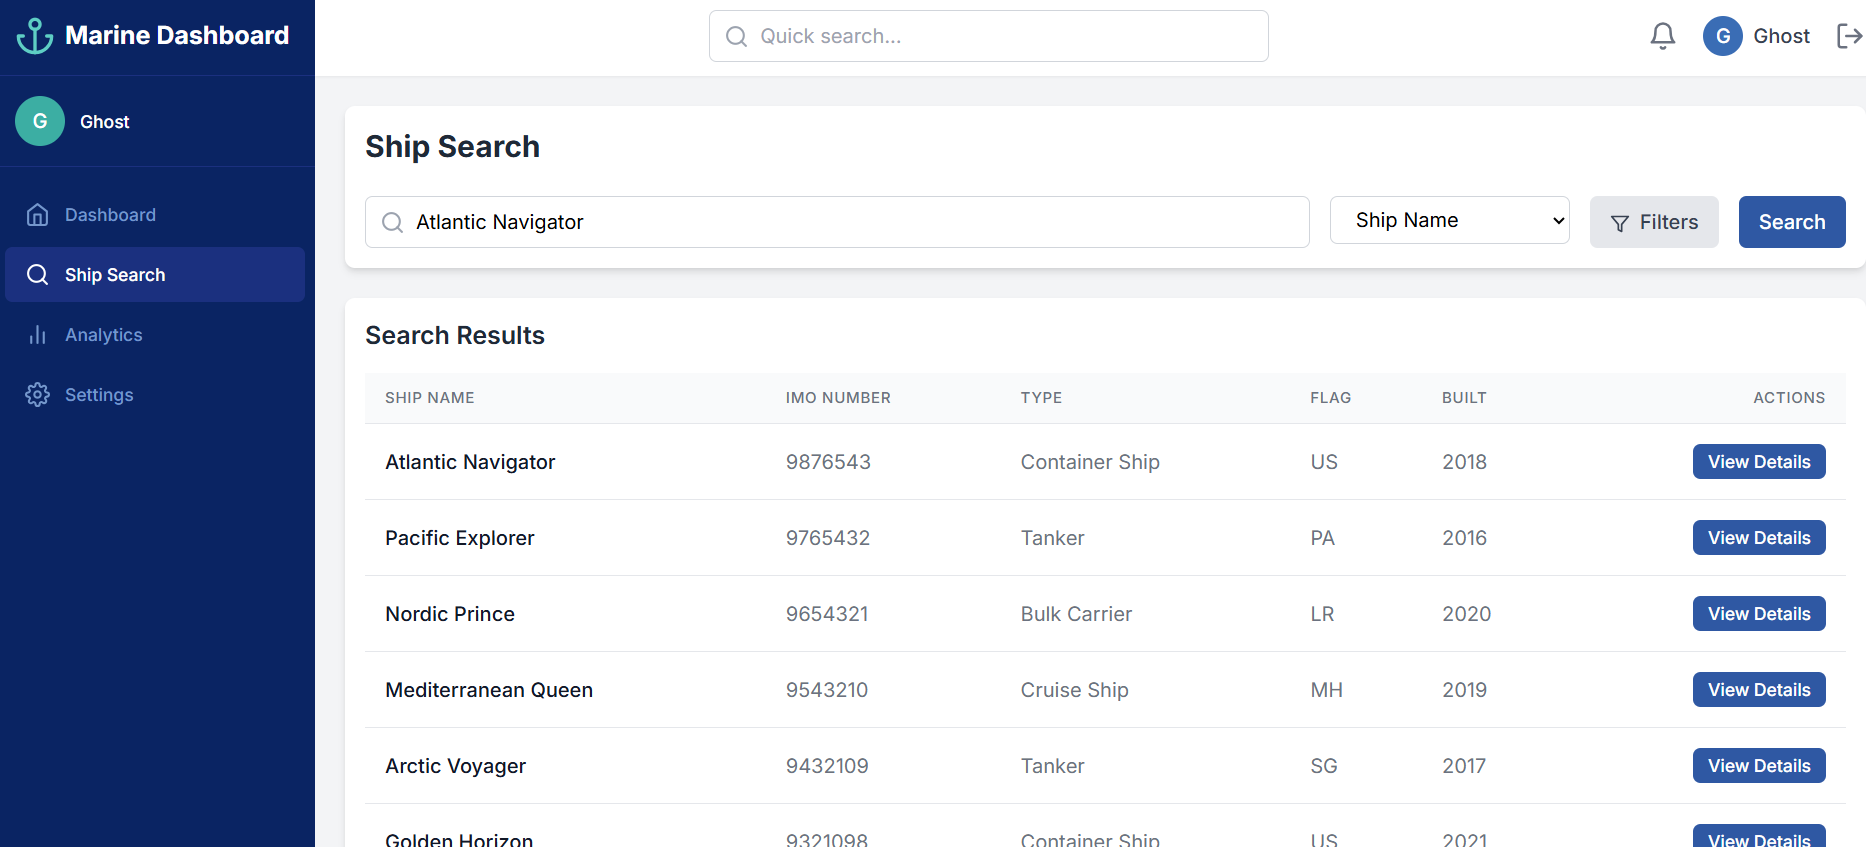 Marine Dashboard
Quick search...
G Ghost
G Ghost
Dashboard
Ship Search
Analytics
Settings
Ship Search
Atlantic Navigator Ship Name Filters Search
Search Results
SHIP NAME IMO NUMBER TYPE FLAG BUILT ACTIONS
Atlantic Navigator 9876543 Container Ship US 2018 View Details
Pacific Explorer 9765432 Tanker PA 2016 View Details
Nordic Prince 9654321 Bulk Carrier LR 2020 View Details
Mediterranean Queen 9543210 Cruise Ship MH 2019 View Details
Arctic Voyager 9432109 Tanker SG 2017 View Details
Golden Horizon 9321098 Container Ship US 2021 View Details